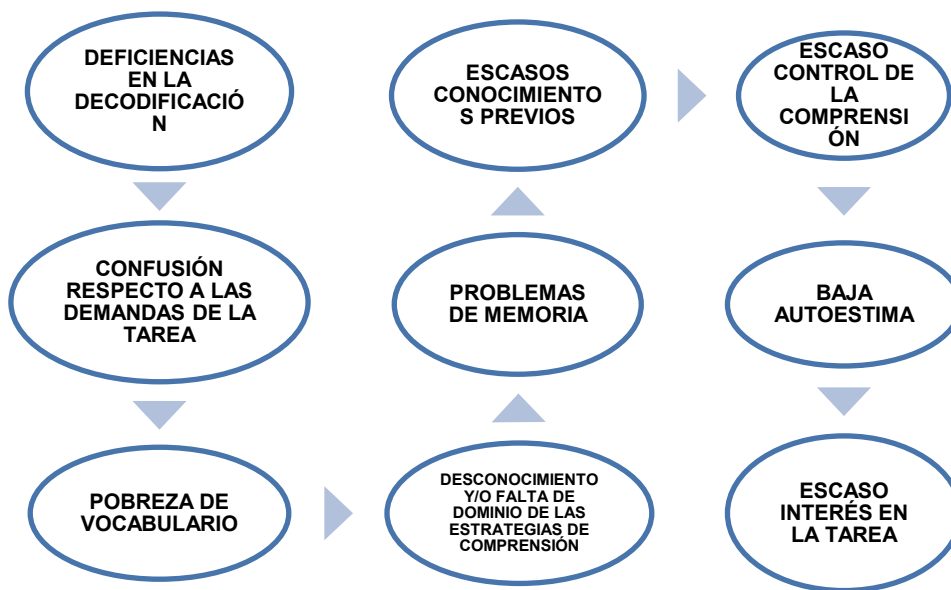 DEFICIENCIAS
EN LA
DECODIFICACIÓ
N
CONFUSIÓN
RESPECTO A LAS
DEMANDAS DE LA
TAREA
POBREZA DE
VOCABULARIO
DESCONOCIMIENTO
Y/O FALTA DE
DOMINIO DE LAS
ESTRATEGIAS DE
COMPRENSIÓN
PROBLEMAS
DE MEMORIA
ESCASOS
CONOCIMIENTO
S PREVIOS
ESCASO
CONTROL DE
LA
COMPRENSI
ÓN
BAJA
AUTOESTIMA
ESCASO
INTERÉS EN
LA TAREA